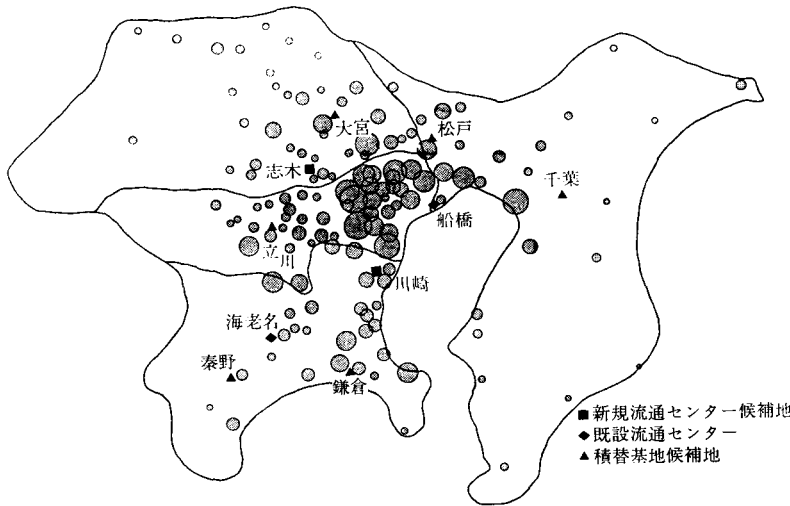 大宮
松戸
志木
千葉
船橋
立川
川崎
海老名
秦野
鎌倉
■新規流通センター候補地
◆既設流通センター
▲積替基地候補地